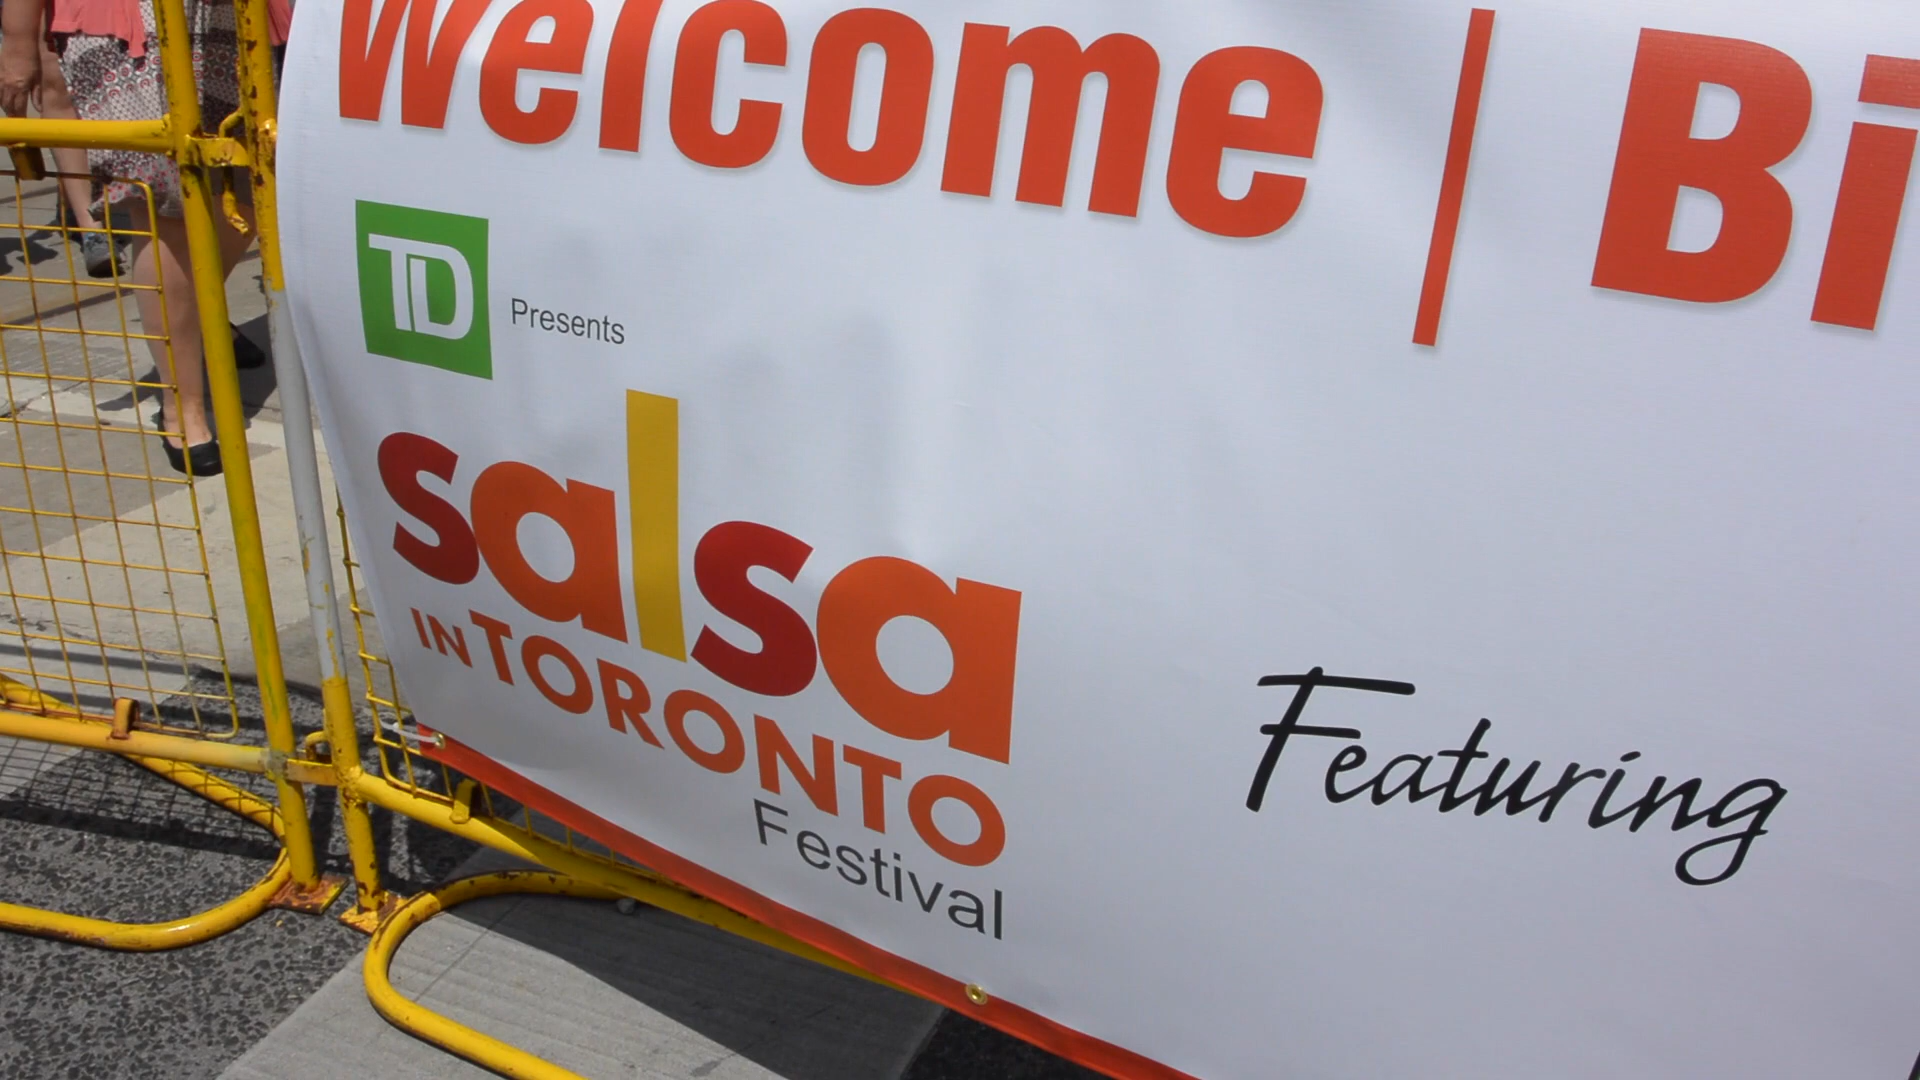 Welcome | Bi
TD Presents
salsa
IN TORONTO
Festival
Featuring